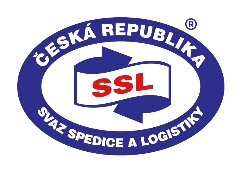 ČESKÁ REPUBLIKA
®
SSL
SVAZ SPEDICE A LOGISTIKY